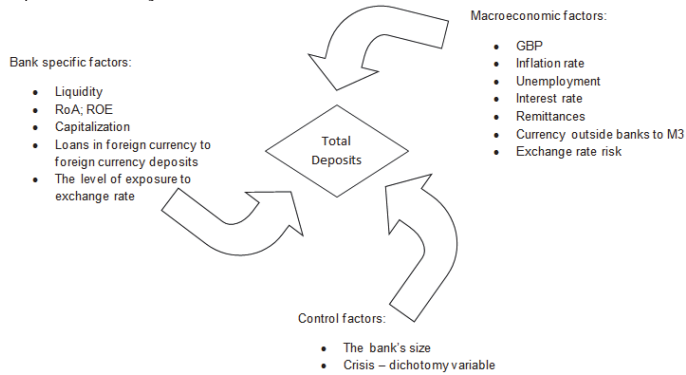 Macroeconomic factors:
• GBP
• Inflation rate
• Unemployment
• Interest rate
• Remittances
• Currency outside banks to M3
• Exchange rate risk
Bank specific factors:
• Liquidity
• RoA; ROE
• Capitalization
• Loans in foreign currency to
foreign currency deposits
• The level of exposure to
exchange rate
Total
Deposits
Control factors:
• The bank's size
• Crisis – dichotomy variable